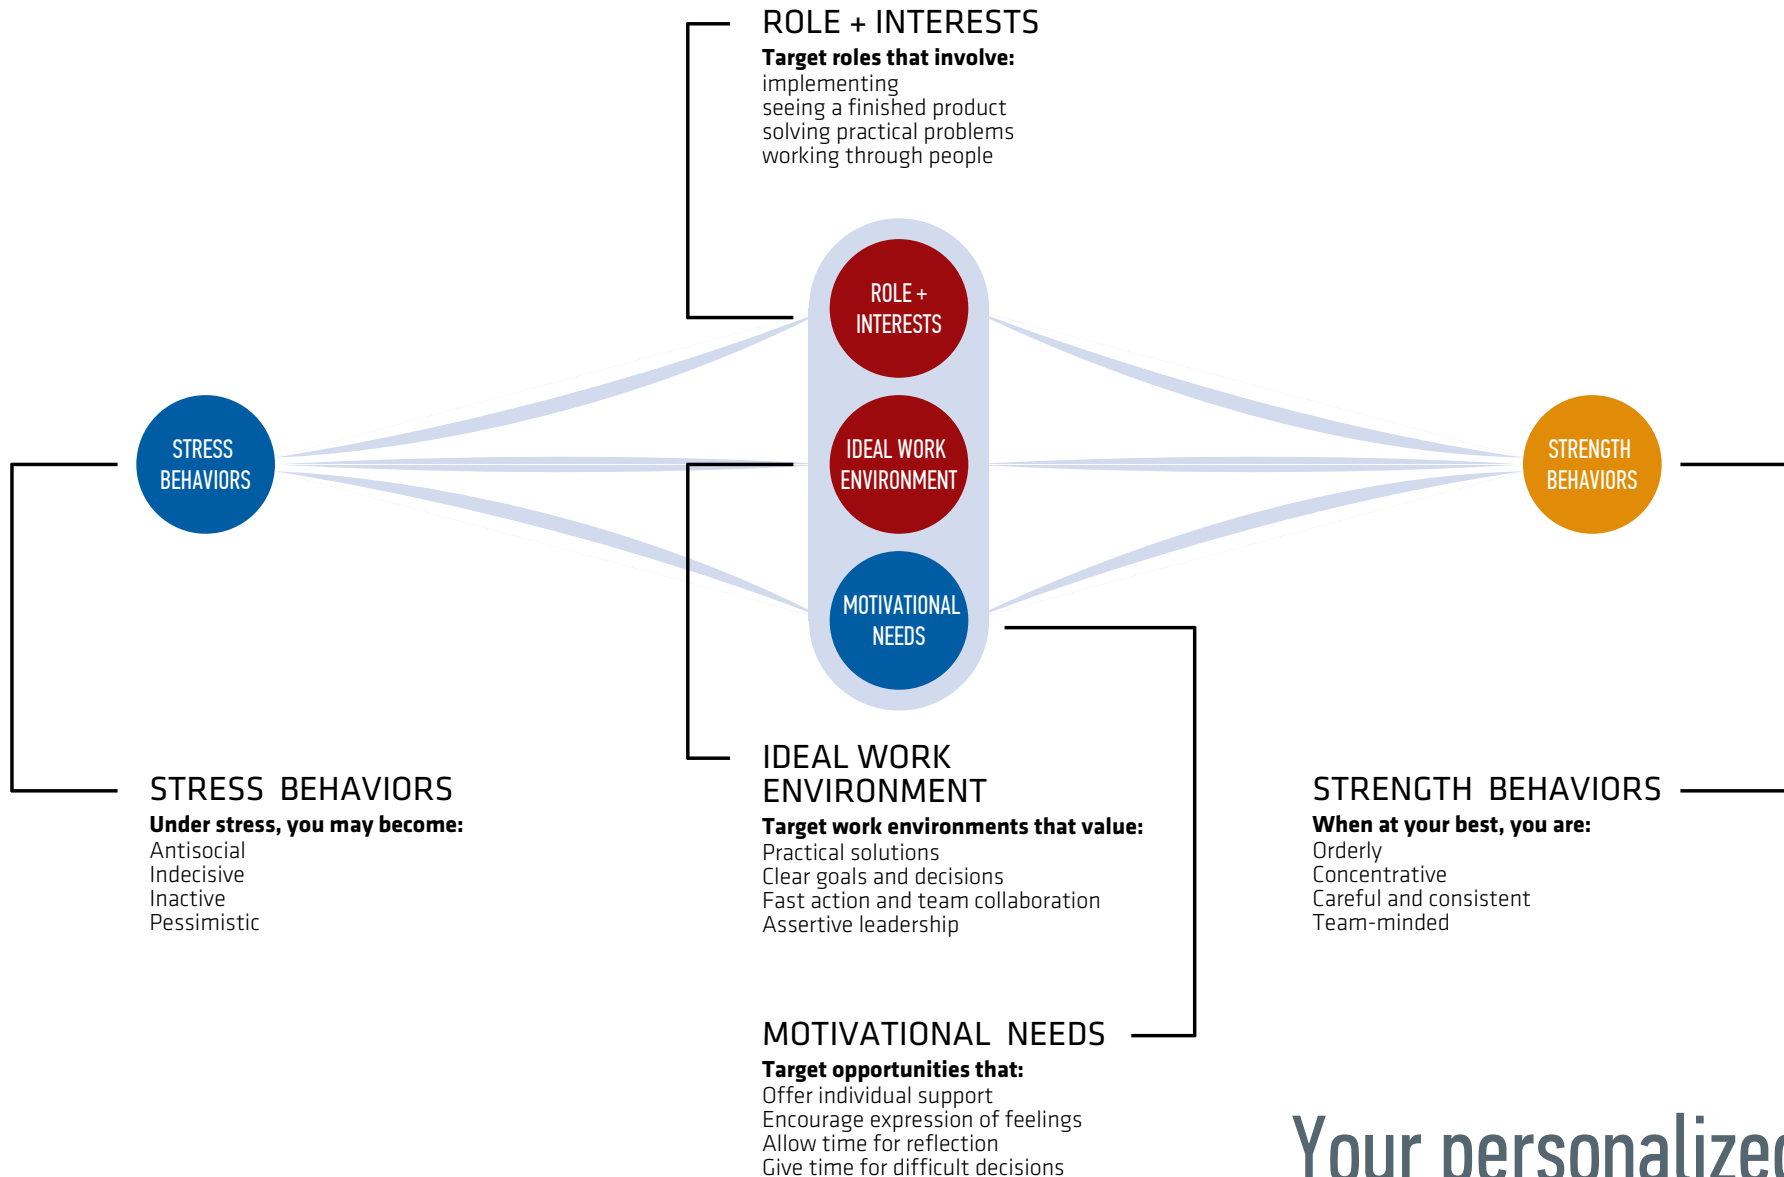 ROLE + INTERESTS
Target roles that involve:
implementing
seeing a finished product
solving practical problems
working through people
ROLE +
INTERESTS
STRESS
BEHAVIORS
IDEAL WORK
ENVIRONMENT
STRENGTH
BEHAVIORS
MOTIVATIONAL
NEEDS
STRESS BEHAVIORS
Under stress, you may become:
Antisocial
Indecisive
Inactive
Pessimistic
IDEAL WORK
ENVIRONMENT
Target work environments that value:
Practical solutions
Clear goals and decisions
Fast action and team collaboration
Assertive leadership
STRENGTH BEHAVIORS
When at your best, you are:
Orderly
Concentrative
Careful and consistent
Team-minded
MOTIVATIONAL NEEDS
Target opportunities that:
Offer individual support
Encourage expression of feelings
Allow time for reflection
Give time for difficult decisions
Your personalized